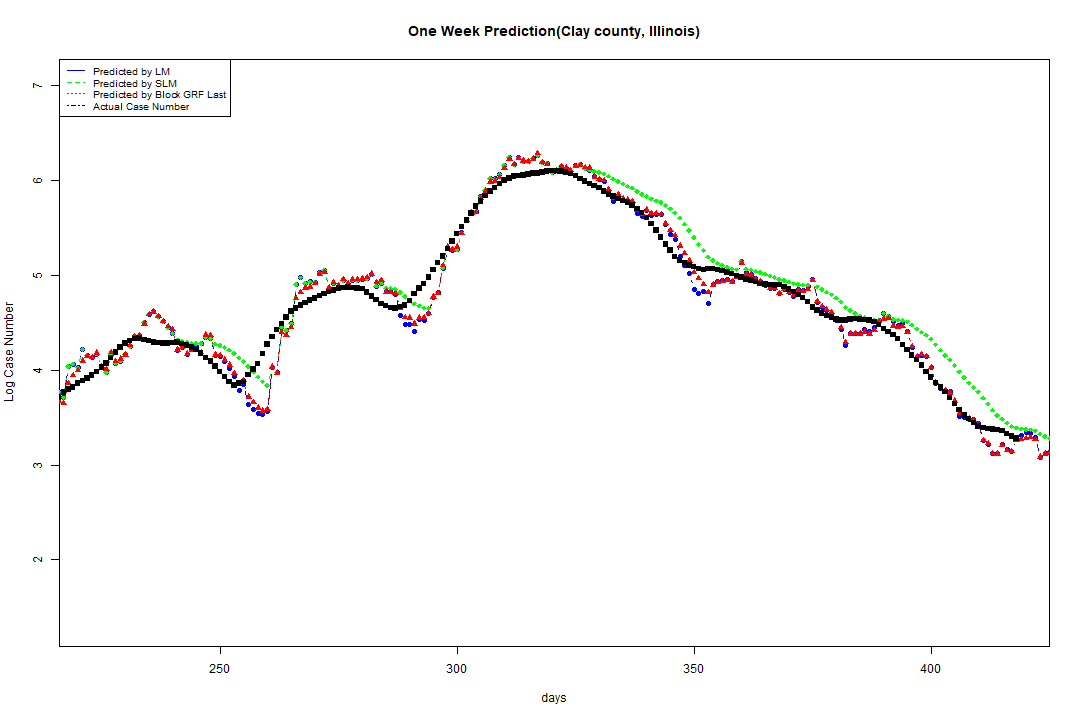 One Week Prediction(Clay county, Illinois)
Predicted by LM
Predicted by SLM
Predicted by Block GRF Last
Actual Case Number
7
6
5
4
3
2
Log Case Number
250 300 350 400
days